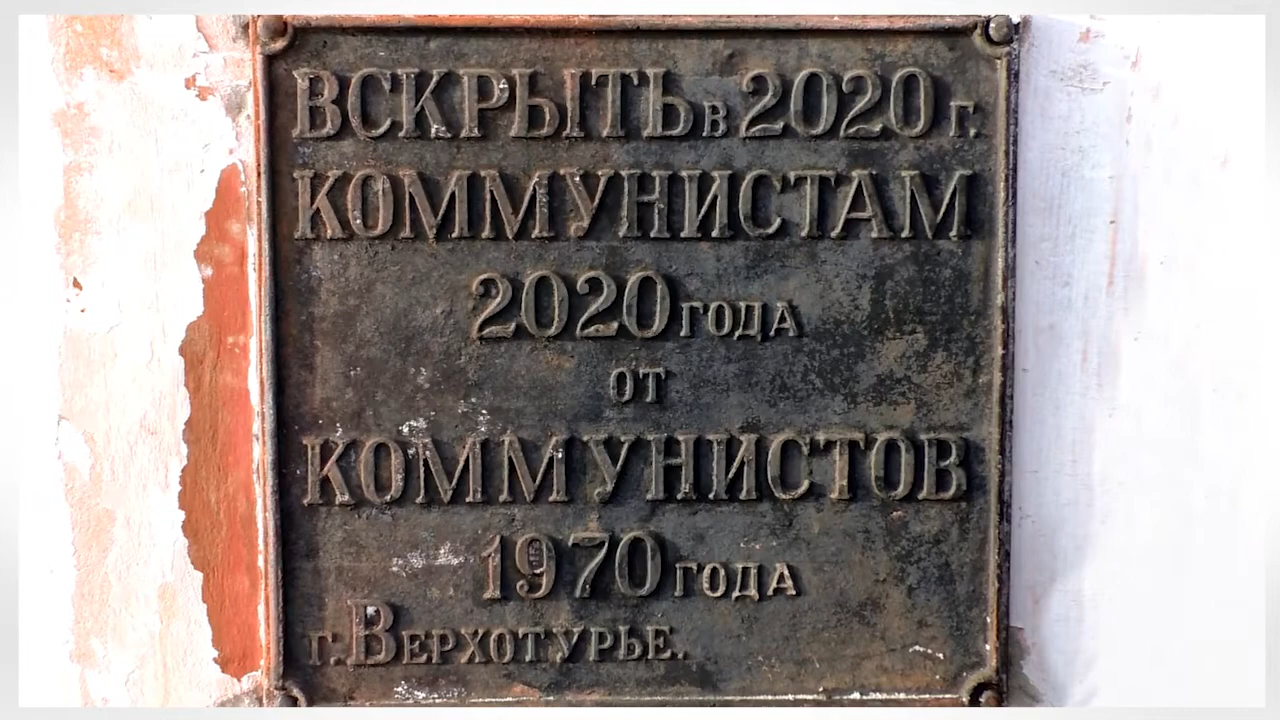 ВСКРЫТЬ в 2020 г.
КОММУНИСТАМ
2020 ГОДА
ОТ
КОММУНИСТОВ
1970 ГОДА
г. ВЕРХОТУРЬЕ.